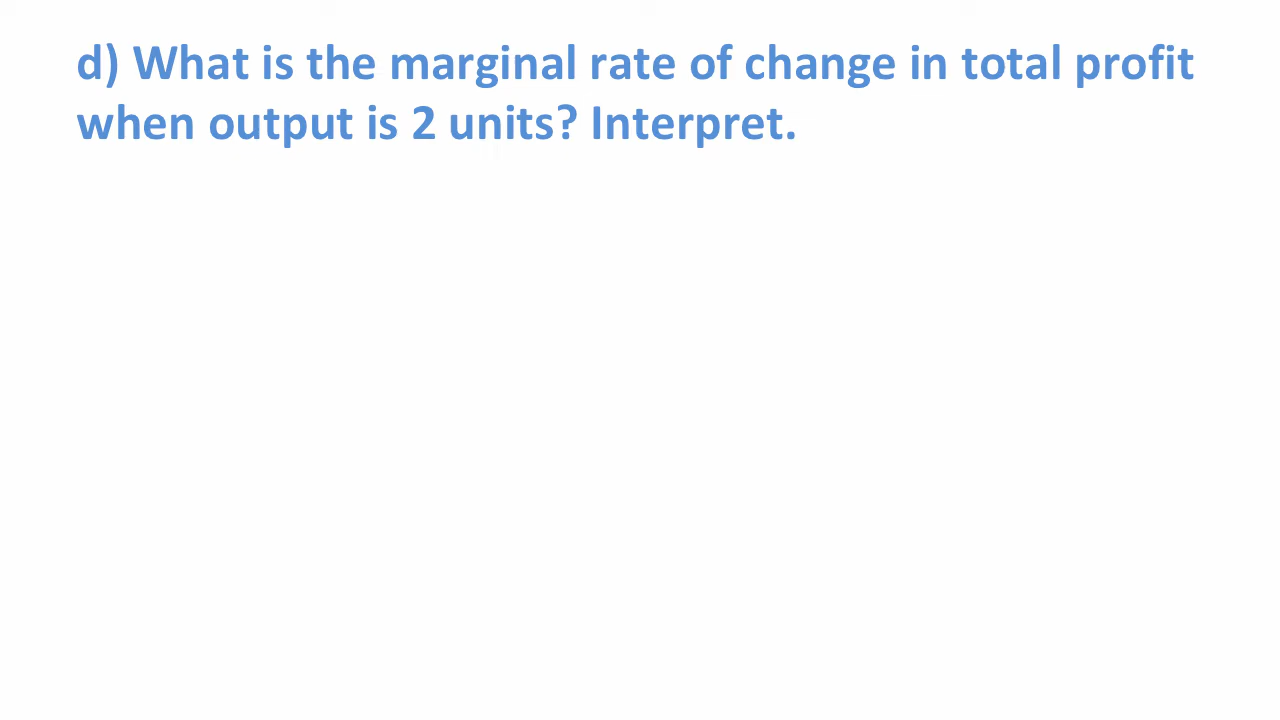 d) What is the marginal rate of change in total profit
when output is 2 units? Interpret.